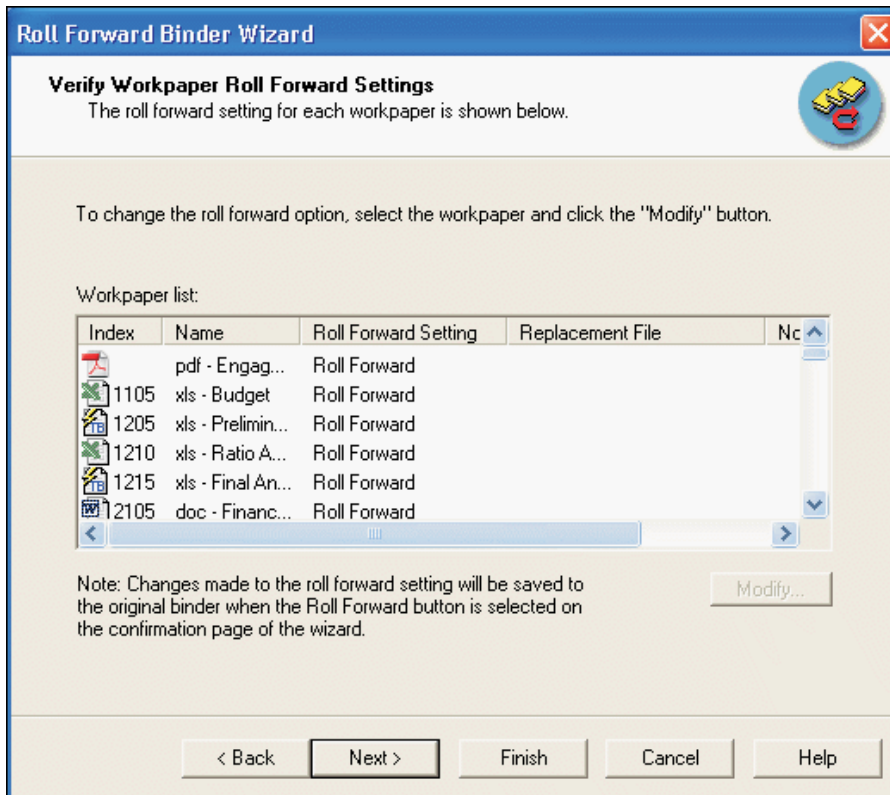 Roll Forward Binder Wizard
Verify Workpaper Roll Forward Settings
The roll forward setting for each workpaper is shown below.
To change the roll forward option, select the workpaper and click the "Modify" button.
Workpaper list:
Index Name Roll Forward Setting Replacement File Nc
pdf - Engag... Roll Forward
1105 xls - Budget Roll Forward
TB 1205 xls - Prelimin... Roll Forward
1210 xls - Ratio A... Roll Forward
TB 1215 xls - Final An... Roll Forward
W 2105 doc - Financ... Roll Forward
Note: Changes made to the roll forward setting will be saved to
the original binder when the Roll Forward button is selected on
the confirmation page of the wizard.
Modify...
< Back Next > Finish Cancel Help